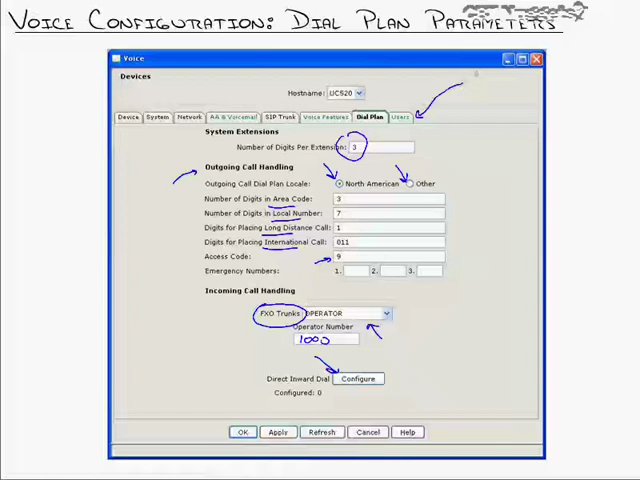 VOICE CONFIGURATION: DIAL PLAN PARAMETERS
Voice
Devices
Hostname: UC520
Device System Network AA & Voicemail SIP Trunk Voice Features Dial Plan Users
System Extensions
Number of Digits Per Extension: 3
Outgoing Call Handling
Outgoing Call Dial Plan Locale: North American Other
Number of Digits in Area Code: 3
Number of Digits in Local Number: 7
Digits for Placing Long Distance Call: 1
Digits for Placing International Call: 011
Access Code: 9
Emergency Numbers: 1. 2. 3.
Incoming Call Handling
FXO Trunks: OPERATOR
Operator Number
1000
Direct Inward Dial Configure
Configured: 0
OK Apply Refresh Cancel Help